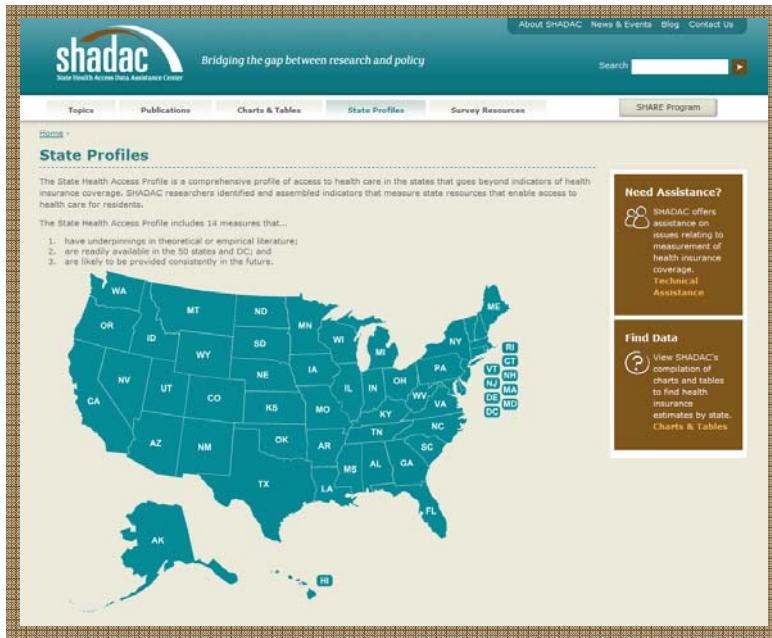 About SHADAC News & Events Blog Contact Us
shadac
State Health Access Data Assistance Center
Bridging the gap between research and policy
Search
Topics Publications Charts & Tables State Profiles Survey Resources SHARE Program
Home ›
State Profiles
The State Health Access Profile is a comprehensive profile of access to health care in the states that goes beyond indicators of health
insurance coverage. SHADAC researchers identified and assembled indicators that measure state resources that enable access to
health care for residents.
The State Health Access Profile includes 14 measures that...
1. have underpinnings in theoretical or empirical literature;
2. are readily available in the 50 states and DC; and
3. are likely to be provided consistently in the future.
WA
MT
ND
MN
ME
OR
ID
SD
WI
MI
NY
WY
RI
CT
NH
VT
IA
NE
PA
NV
UT
CO
IL
IN
OH
NJ
MA
DE
MD
DC
CA
KS
MO
WV
VA
KY
AZ
NM
OK
AR
TN
NC
SC
TX
LA
MS
AL
GA
FL
AK
HI
Need Assistance?
SHADAC offers
assistance on
issues relating to
measurement of
health insurance
coverage.
Technical
Assistance
Find Data
View SHADAC's
compilation of
charts and tables
to find health
insurance
estimates by state.
Charts & Tables